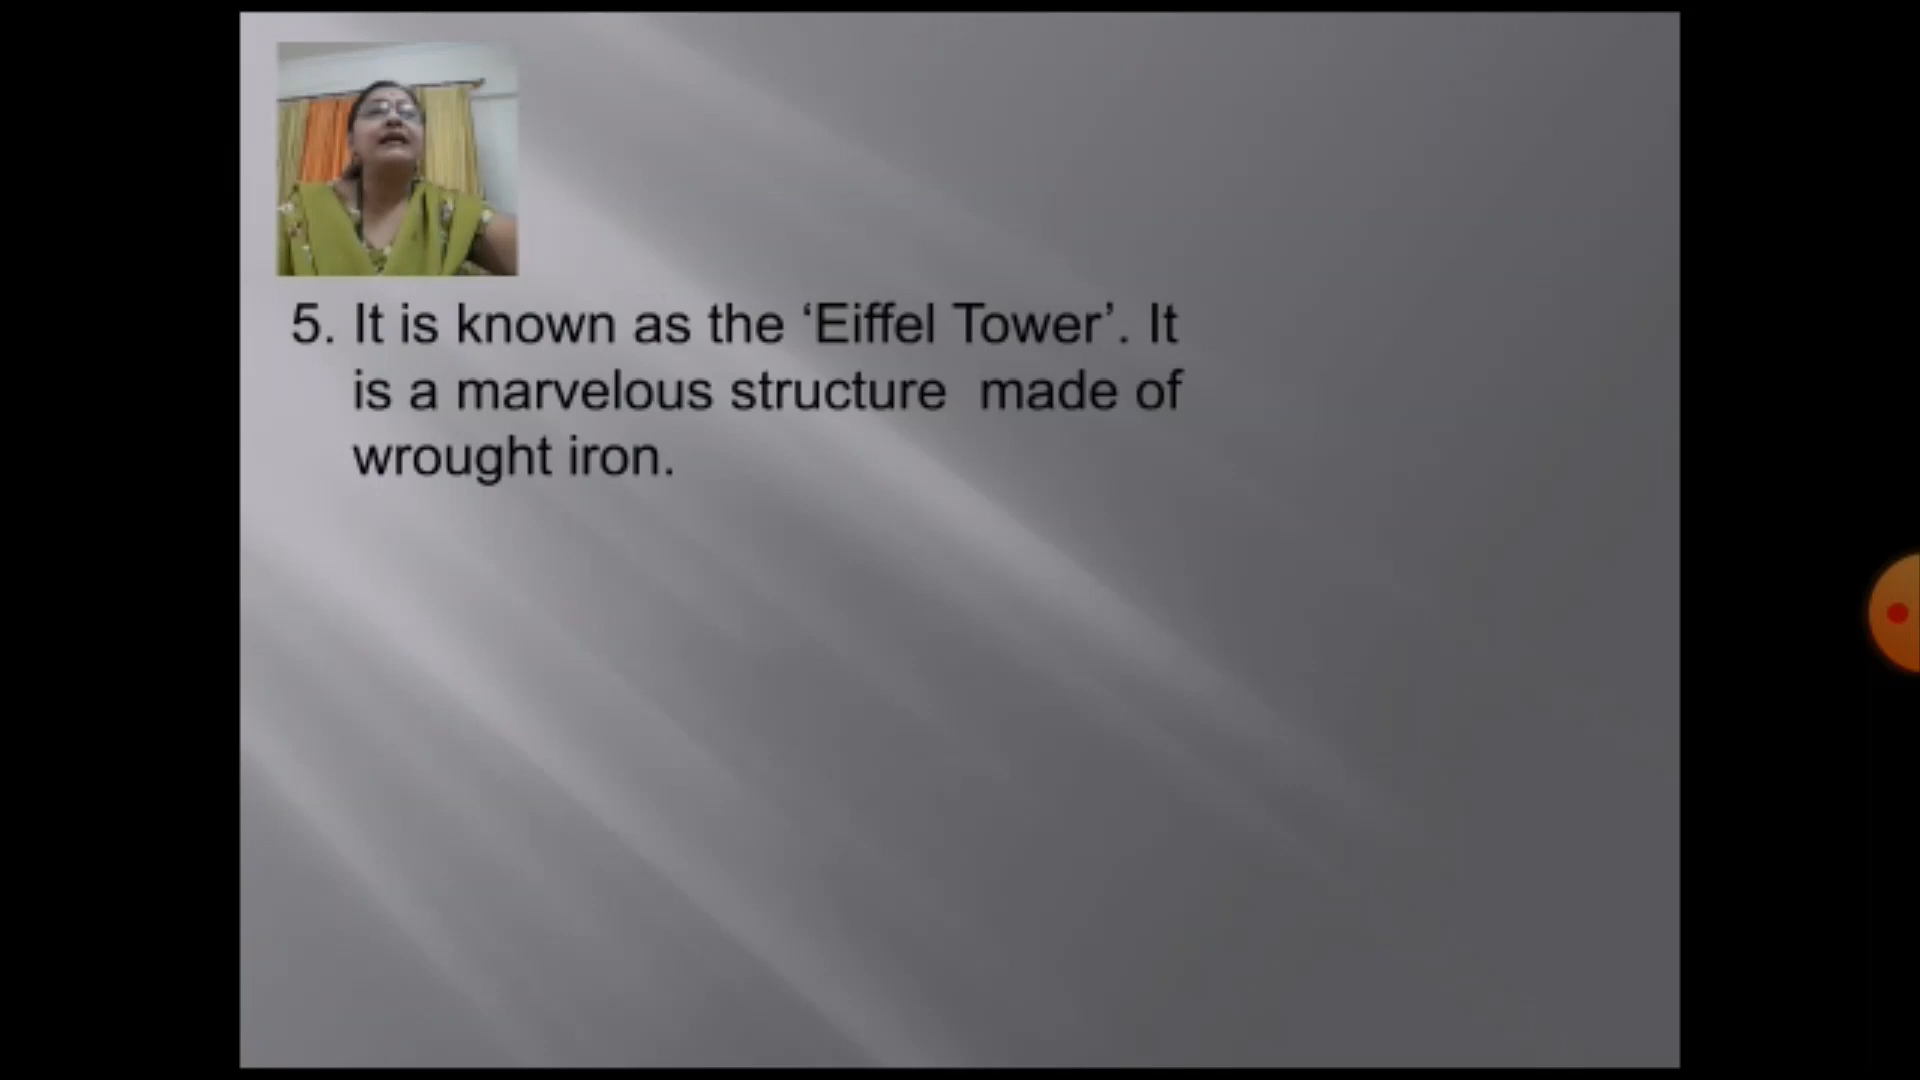 5. It is known as the ‘Eiffel Tower’. It
is a marvelous structure  made of
wrought iron.